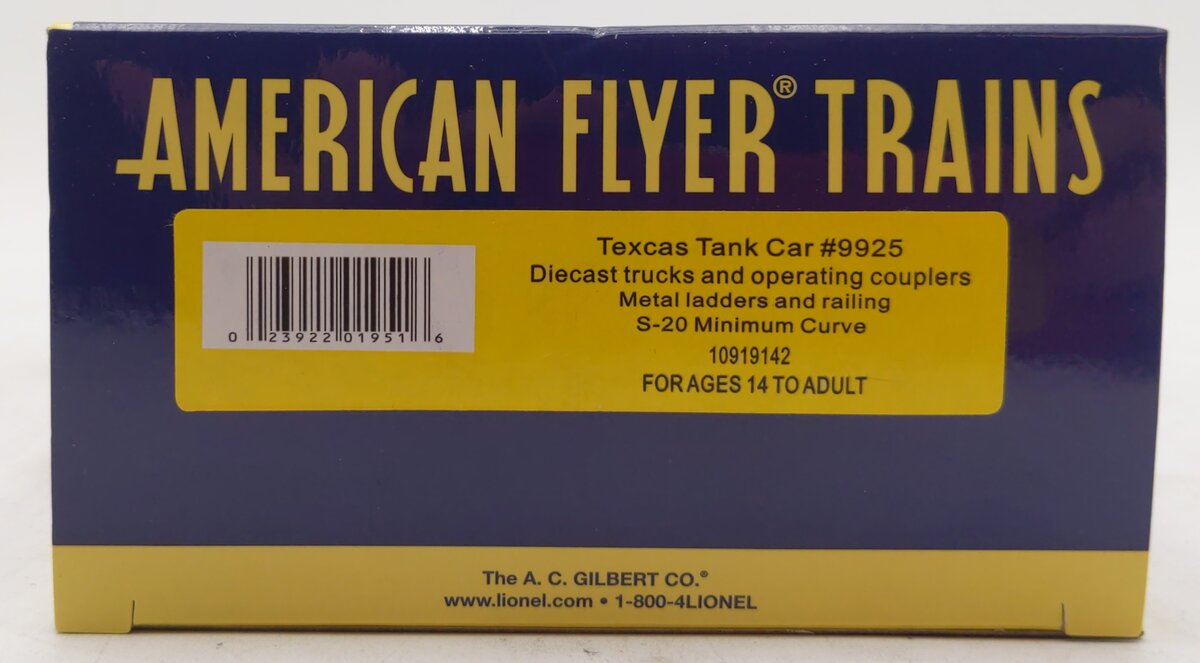 AMERICAN FLYER® TRAINS
Texcas Tank Car #9925
Diecast trucks and operating couplers
Metal ladders and railing
S-20 Minimum Curve
10919142
FOR AGES 14 TO ADULT
0 23922 01951 6
The A. C. GILBERT CO.®
www.lionel.com • 1-800-4LIONEL